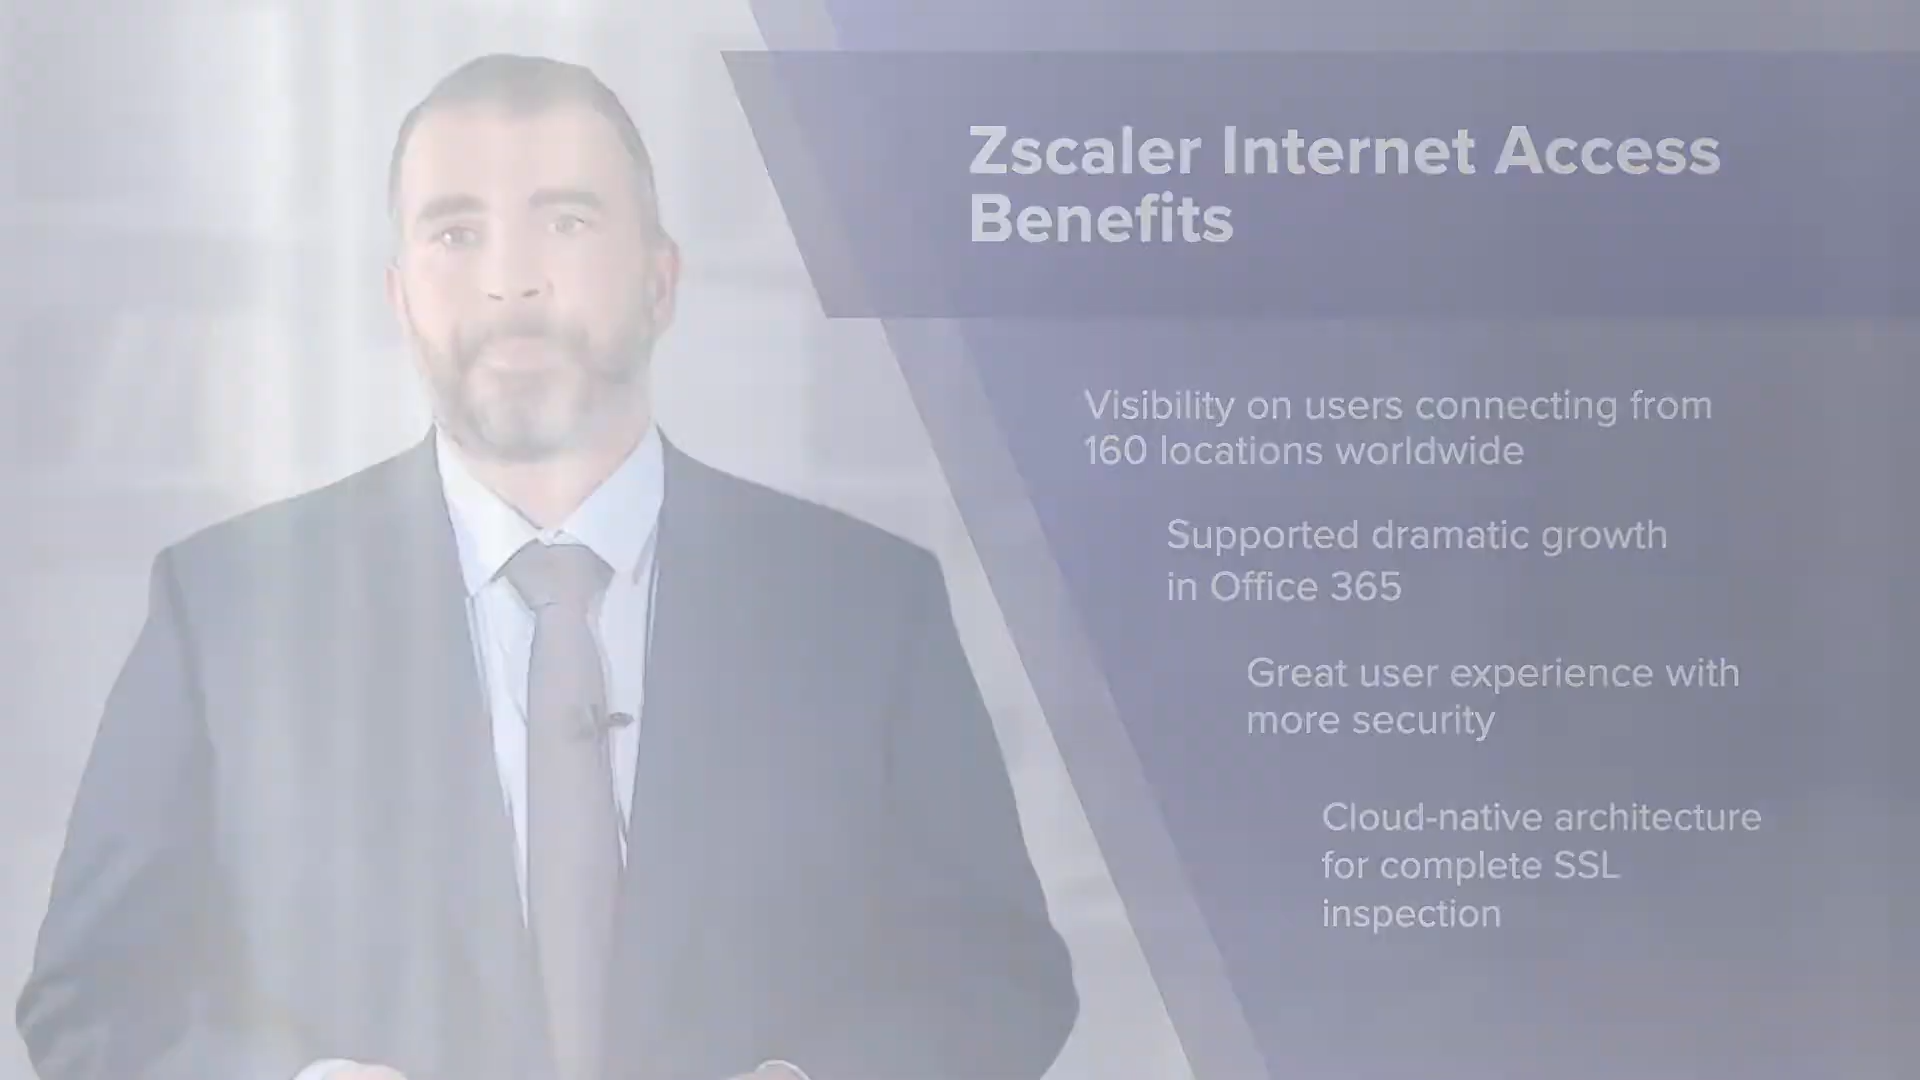 Zscaler Internet Access
Benefits
Visibility on users connecting from
160 locations worldwide
Supported dramatic growth
in Office 365
Great user experience with
more security
Cloud-native architecture
for complete SSL
inspection